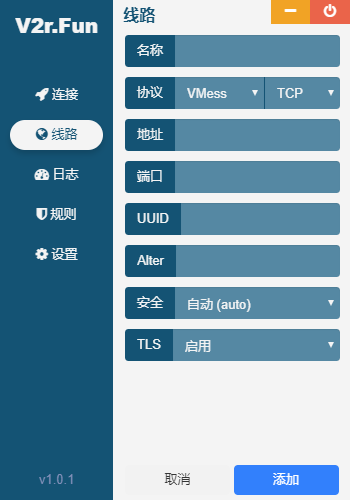 V2r.Fun
连接
线路
日志
规则
设置
v1.0.1
线路
名称
协议 VMess TCP
地址
端口
UUID
Alter
安全 自动 (auto)
TLS 启用
取消 添加